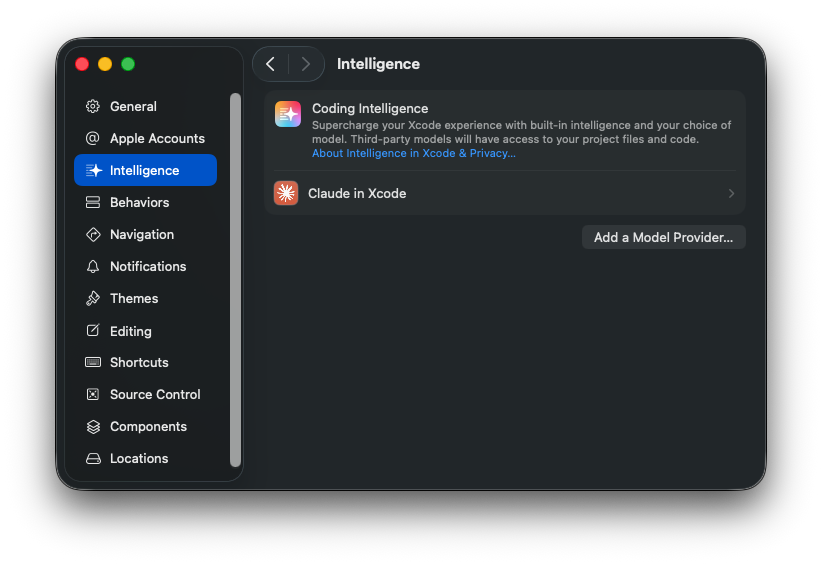 Intelligence
General
Apple Accounts
Intelligence
Behaviors
Navigation
Notifications
Themes
Editing
Shortcuts
Source Control
Components
Locations
Coding Intelligence
Supercharge your Xcode experience with built-in intelligence and your choice of
model. Third-party models will have access to your project files and code.
About Intelligence in Xcode & Privacy...
Claude in Xcode
Add a Model Provider...